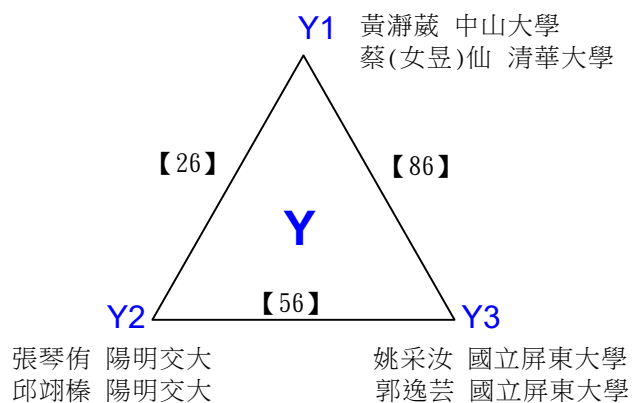 Y1
黃瀞葳 中山大學
蔡(女昱)仙 清華大學
【26】
【86】
Y
【56】
Y2
Y3
張琴侑 陽明交大
邱翊榛 陽明交大
姚采汝 國立屏東大學
郭逸芸 國立屏東大學